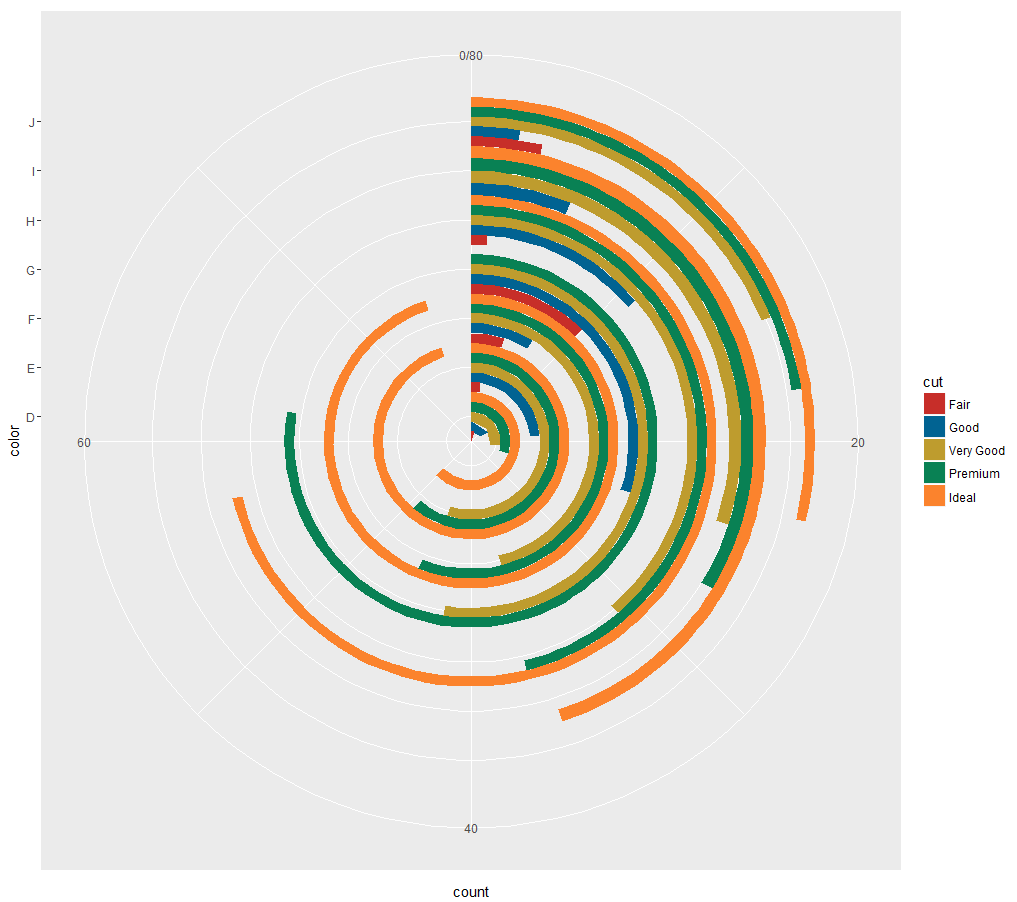 0/80
J
I
H
G
F
E
D
60
20
40
color
count
cut
Fair
Good
Very Good
Premium
Ideal